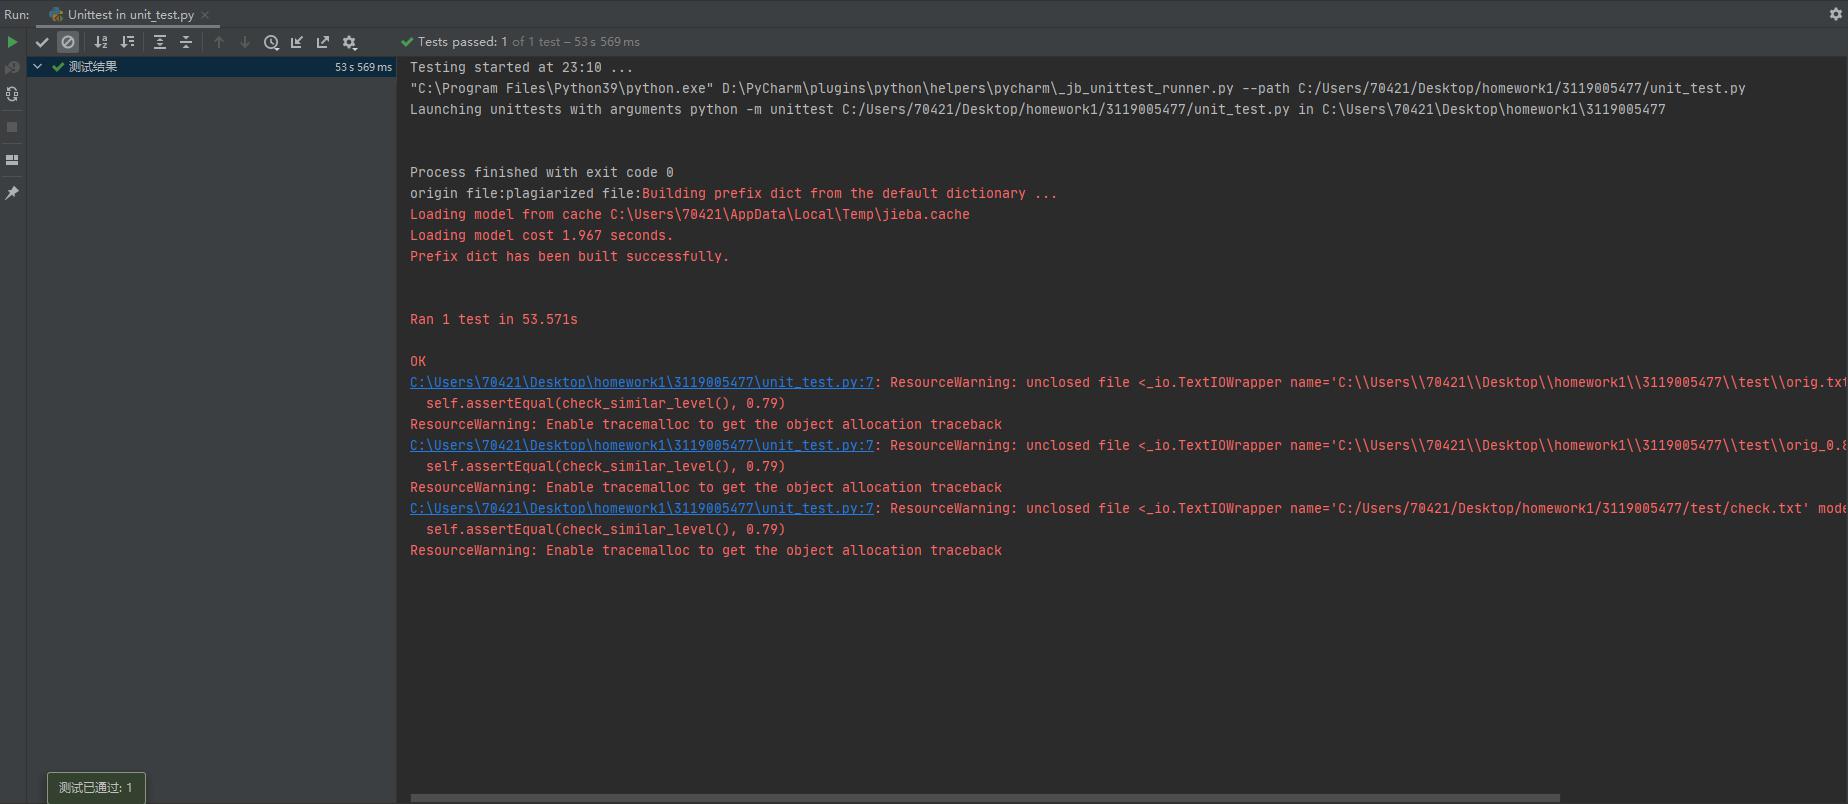 Run: Unittest in unit_test.py
Tests passed: 1 of 1 test – 53 s 569 ms
测试结果 53 s 569 ms
Testing started at 23:10 ...
"C:\Program Files\Python39\python.exe" D:\PyCharm\plugins\python\helpers\pycharm\_jb_unittest_runner.py --path C:/Users/70421/Desktop/homework1/3119005477/unit_test.py
Launching unittests with arguments python -m unittest C:/Users/70421/Desktop/homework1/3119005477/unit_test.py in C:\Users\70421\Desktop\homework1\3119005477
Process finished with exit code 0
origin file:plagiarized file:Building prefix dict from the default dictionary ...
Loading model from cache C:\Users\70421\AppData\Local\Temp\jieba.cache
Loading model cost 1.967 seconds.
Prefix dict has been built successfully.
Ran 1 test in 53.571s
OK
C:\Users\70421\Desktop\homework1\3119005477\unit_test.py:7: ResourceWarning: unclosed file <_io.TextIOWrapper name='C:\\Users\\70421\\Desktop\\homework1\\3119005477\\test\\orig.txt
  self.assertEqual(check_similar_level(), 0.79)
ResourceWarning: Enable tracemalloc to get the object allocation traceback
C:\Users\70421\Desktop\homework1\3119005477\unit_test.py:7: ResourceWarning: unclosed file <_io.TextIOWrapper name='C:\\Users\\70421\\Desktop\\homework1\\3119005477\\test\\orig_0.8
  self.assertEqual(check_similar_level(), 0.79)
ResourceWarning: Enable tracemalloc to get the object allocation traceback
C:\Users\70421\Desktop\homework1\3119005477\unit_test.py:7: ResourceWarning: unclosed file <_io.TextIOWrapper name='C:/Users/70421/Desktop/homework1/3119005477/test/check.txt' mode
  self.assertEqual(check_similar_level(), 0.79)
ResourceWarning: Enable tracemalloc to get the object allocation traceback
测试已通过: 1